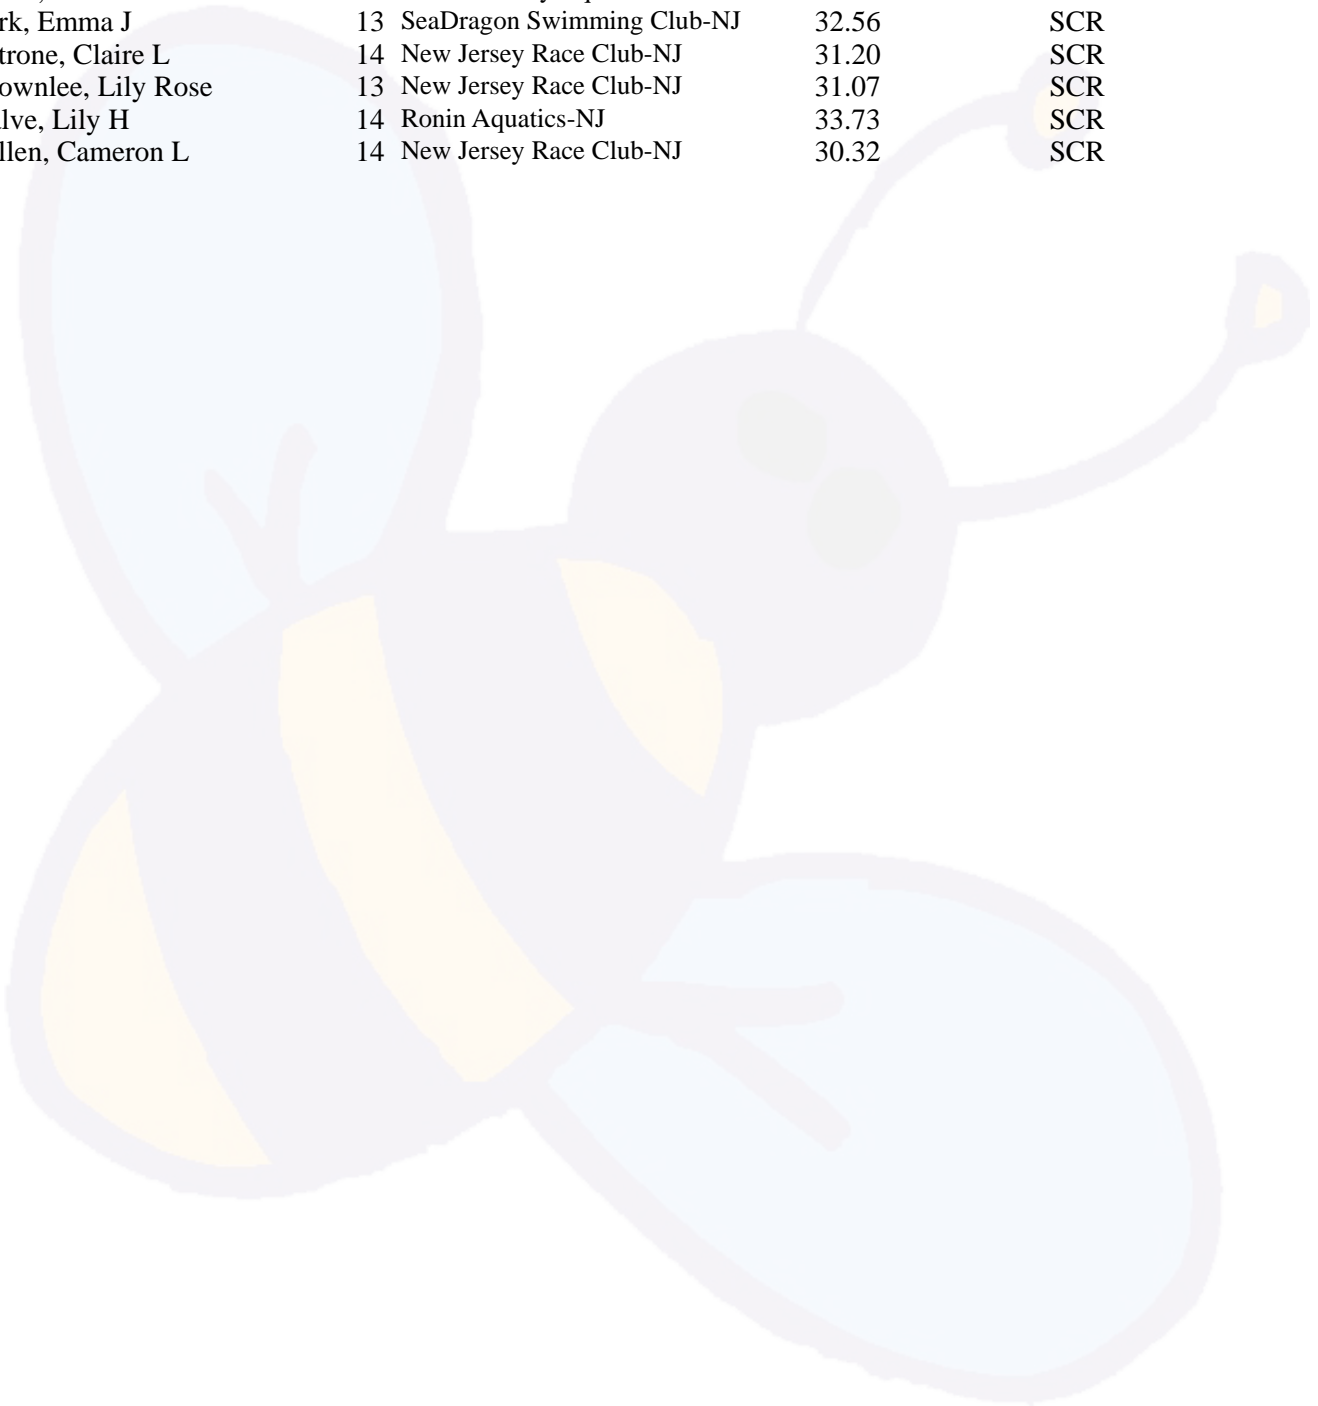 rk, Emma J 13 SeaDragon Swimming Club-NJ 32.56 SCR
trone, Claire L 14 New Jersey Race Club-NJ 31.20 SCR
ownlee, Lily Rose 13 New Jersey Race Club-NJ 31.07 SCR
lve, Lily H 14 Ronin Aquatics-NJ 33.73 SCR
llen, Cameron L 14 New Jersey Race Club-NJ 30.32 SCR